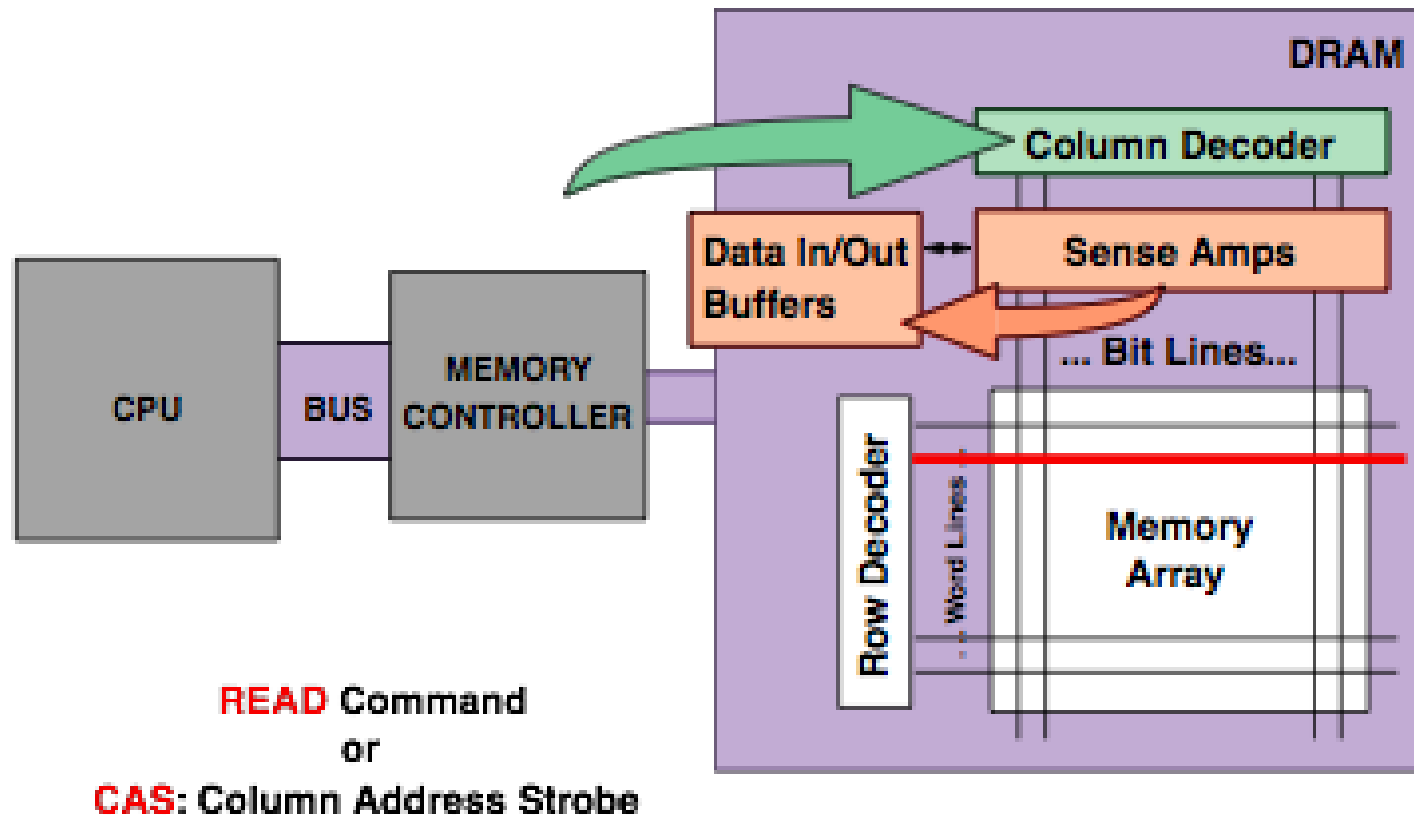 DRAM
Column Decoder
Data In/Out
Buffers
Sense Amps
... Bit Lines...
CPU
BUS
MEMORY
CONTROLLER
Row Decoder
... Word Lines ...
Memory
Array
READ Command
or
CAS: Column Address Strobe